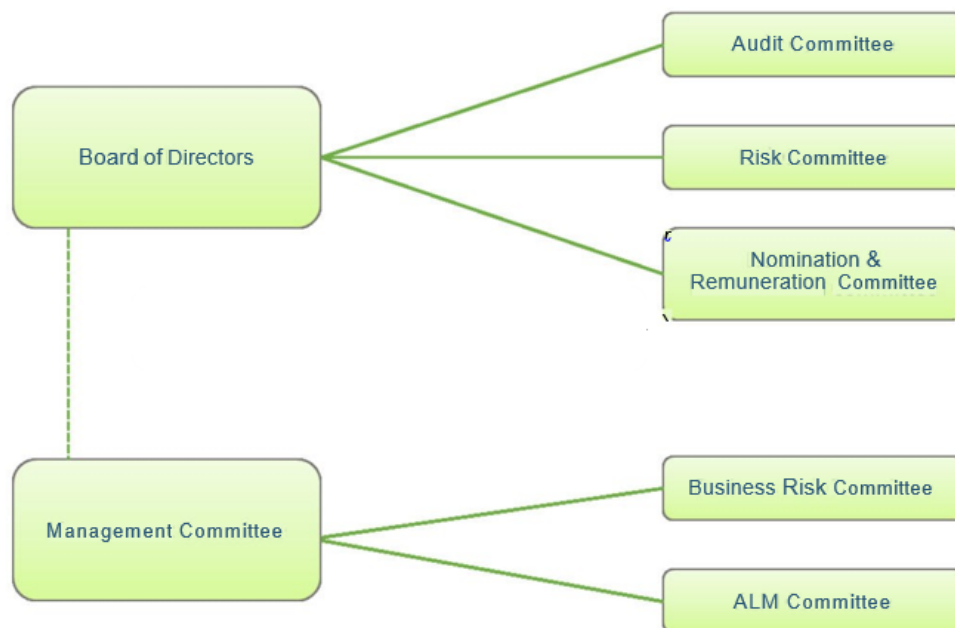 Audit Committee
Board of Directors
Risk Committee
Nomination &
Remuneration Committee
Business Risk Committee
Management Committee
ALM Committee